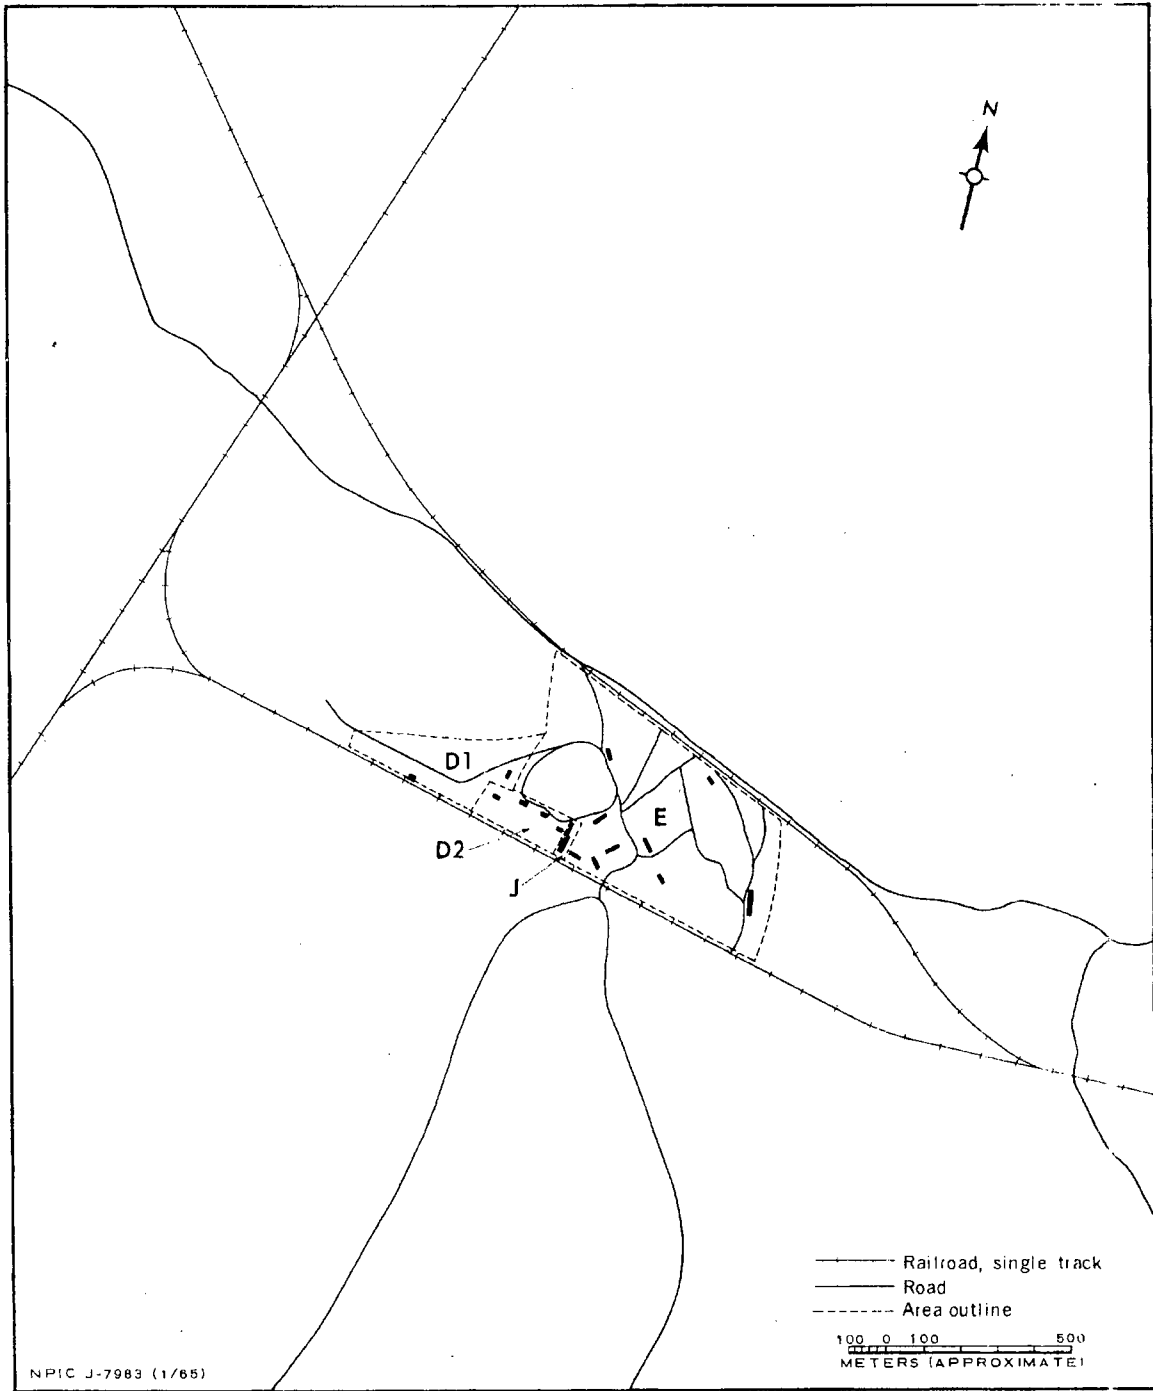 N
D1
E
D2
J
Railroad, single track
Road
Area outline
100 0 100 500
METERS (APPROXIMATE)
NPIC J-7983 (1/65)